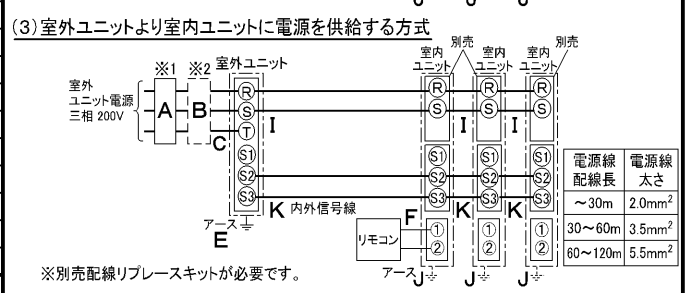 (3)室外ユニットより室内ユニットに電源を供給する方式
※1 ※2 室外ユニット
室内ユニット 別売 室内ユニット 室内ユニット 別売
室外
ユニット電源
三相 200V
A B C
R S T S1 S2 S3
I I I
R S S1 S2 S3 ① ②
R S S1 S2 S3 ① ②
R S S1 S2 S3 ① ②
K 内外信号線 K K
アース
E
F
リモコン
アース J J J
電源線配線長 電源線太さ
～30m 2.0mm²
30～60m 3.5mm²
60～120m 5.5mm²
※別売配線リプレースキットが必要です。